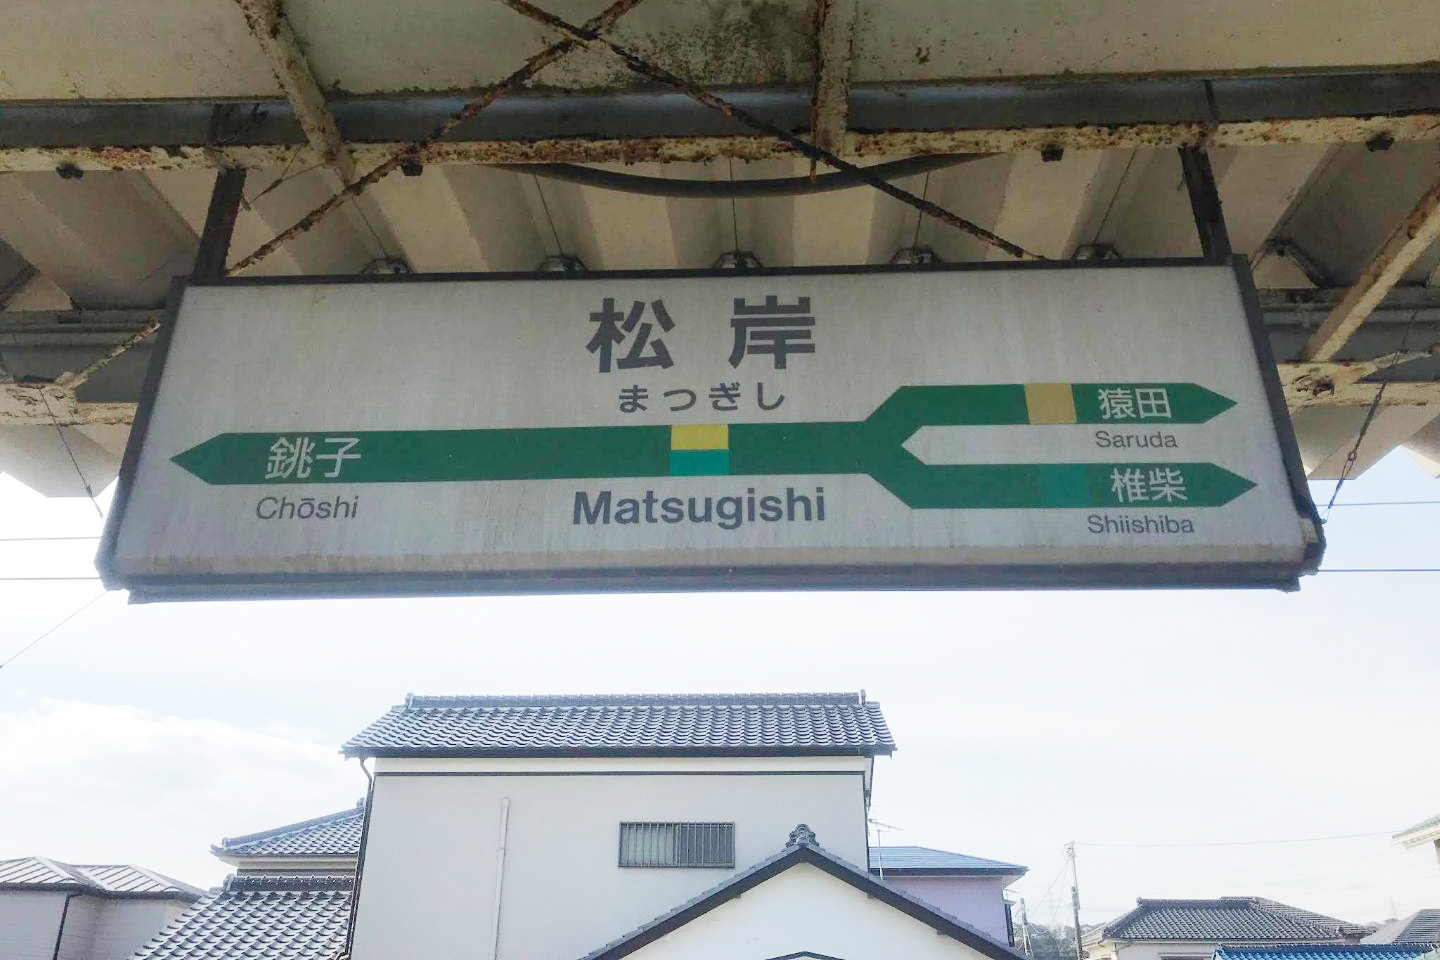 松岸
まつぎし
Matsugishi
銚子
Chōshi
猿田
Saruda
椎柴
Shiishiba